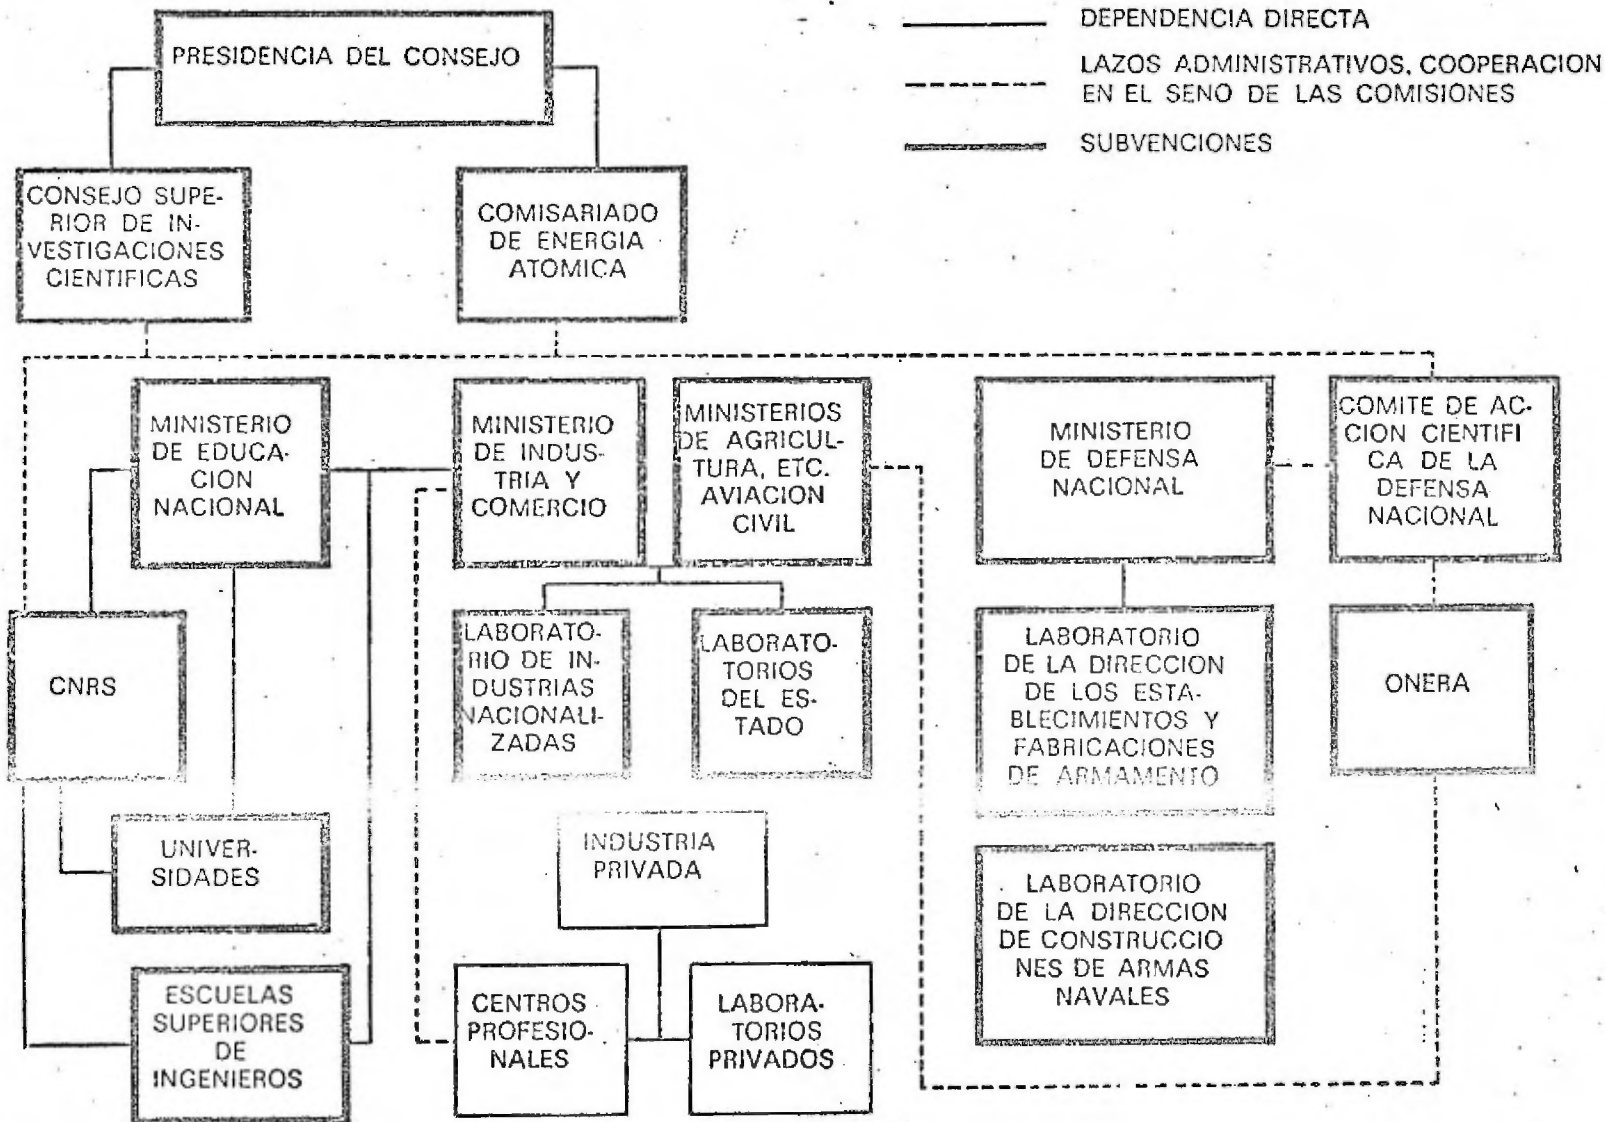 PRESIDENCIA DEL CONSEJO
DEPENDENCIA DIRECTA
LAZOS ADMINISTRATIVOS, COOPERACION
EN EL SENO DE LAS COMISIONES
SUBVENCIONES
CONSEJO SUPE-
RIOR DE IN-
VESTIGACIONES
CIENTIFICAS
COMISARIADO
DE ENERGIA
ATOMICA
MINISTERIO
DE EDUCA-
CION
NACIONAL
MINISTERIO
DE INDUS-
TRIA Y
COMERCIO
MINISTERIOS
DE AGRICUL-
TURA, ETC.
AVIACION
CIVIL
MINISTERIO
DE DEFENSA
NACIONAL
COMITE DE AC-
CION CIENTIFI
CA DE LA
DEFENSA
NACIONAL
CNRS
LABORATO-
RIO DE IN-
DUSTRIAS
NACIONALI-
ZADAS
LABORATO-
TORIOS
DEL ES-
TADO
LABORATORIO
DE LA DIRECCION
DE LOS ESTA-
BLECIMIENTOS Y
FABRICACIONES
DE ARMAMENTO
ONERA
UNIVER-
SIDADES
INDUSTRIA
PRIVADA
LABORATORIO
DE LA DIRECCION
DE CONSTRUCCIO
NES DE ARMAS
NAVALES
ESCUELAS
SUPERIORES
DE
INGENIEROS
CENTROS
PROFESIO-
NALES
LABORA-
TORIOS
PRIVADOS